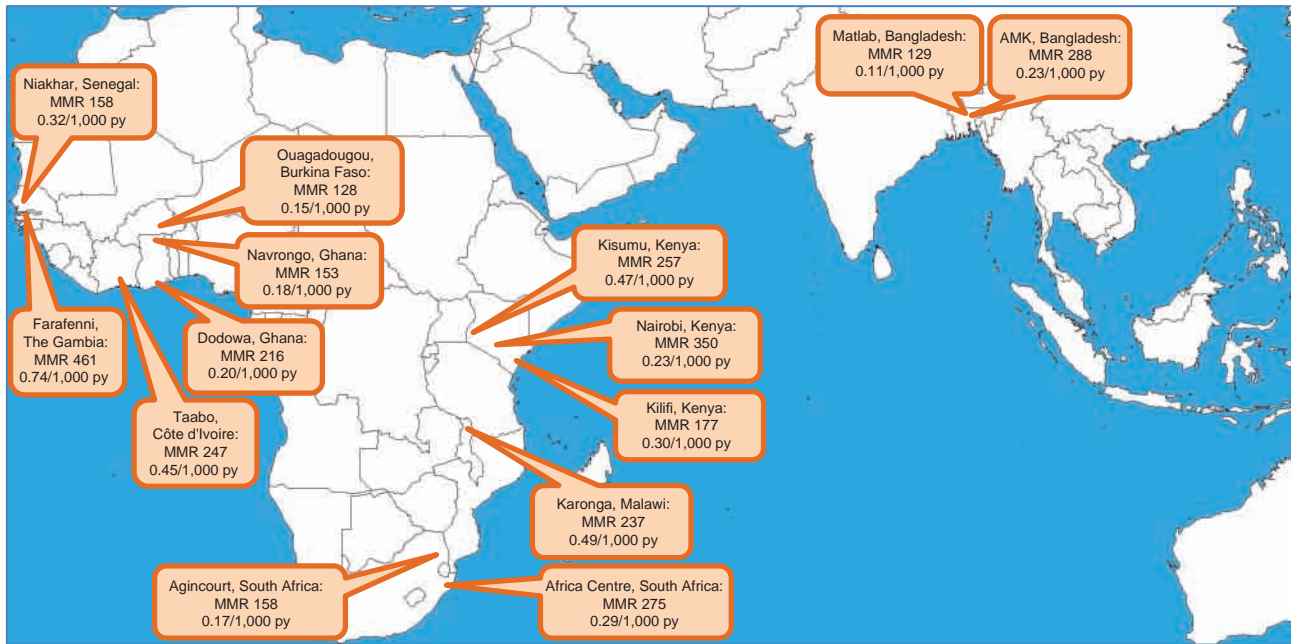 Niakhar, Senegal:
MMR 158
0.32/1,000 py
Ouagadougou,
Burkina Faso:
MMR 128
0.15/1,000 py
Navrongo, Ghana:
MMR 153
0.18/1,000 py
Farafenni,
The Gambia:
MMR 461
0.74/1,000 py
Dodowa, Ghana:
MMR 216
0.20/1,000 py
Taabo,
Côte d'Ivoire:
MMR 247
0.45/1,000 py
Matlab, Bangladesh:
MMR 129
0.11/1,000 py
AMK, Bangladesh:
MMR 288
0.23/1,000 py
Kisumu, Kenya:
MMR 257
0.47/1,000 py
Nairobi, Kenya:
MMR 350
0.23/1,000 py
Kilifi, Kenya:
MMR 177
0.30/1,000 py
Karonga, Malawi:
MMR 237
0.49/1,000 py
Agincourt, South Africa:
MMR 158
0.17/1,000 py
Africa Centre, South Africa:
MMR 275
0.29/1,000 py